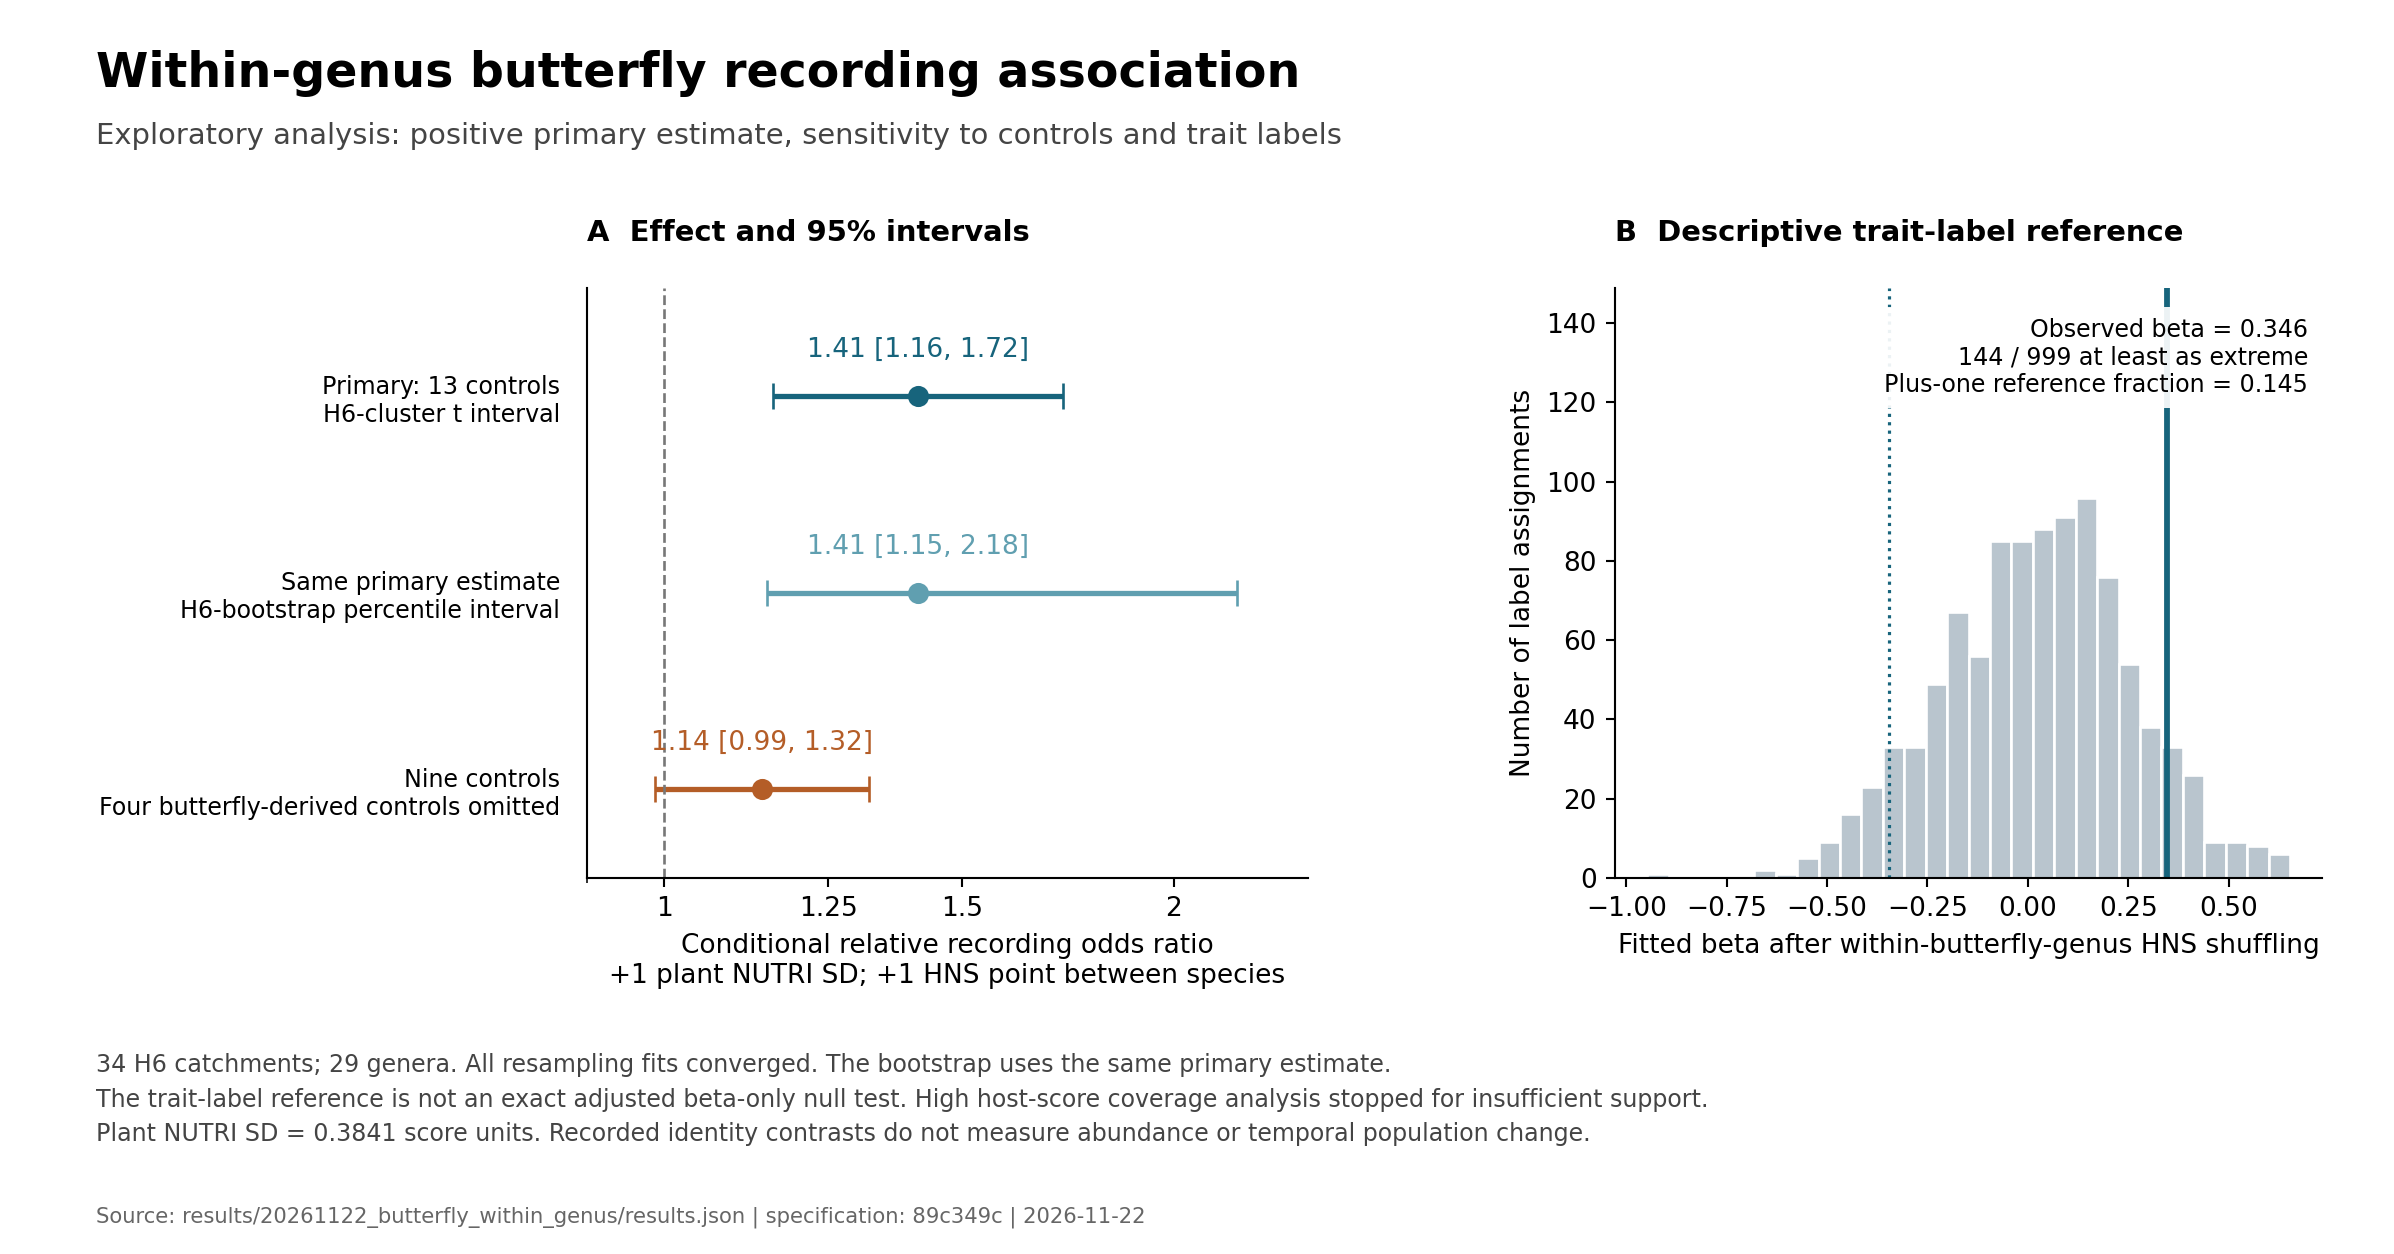 Within-genus butterfly recording association
Exploratory analysis: positive primary estimate, sensitivity to controls and trait labels
A  Effect and 95% intervals
Primary: 13 controls
H6-cluster t interval
1.41 [1.16, 1.72]
Same primary estimate
H6-bootstrap percentile interval
1.41 [1.15, 2.18]
Nine controls
Four butterfly-derived controls omitted
1.14 [0.99, 1.32]
1 1.25 1.5 2
Conditional relative recording odds ratio
+1 plant NUTRI SD; +1 HNS point between species
B  Descriptive trait-label reference
Number of label assignments
140
120
100
80
60
40
20
0
Observed beta = 0.346
144 / 999 at least as extreme
Plus-one reference fraction = 0.145
−1.00 −0.75 −0.50 −0.25 0.00 0.25 0.50
Fitted beta after within-butterfly-genus HNS shuffling
34 H6 catchments; 29 genera. All resampling fits converged. The bootstrap uses the same primary estimate.
The trait-label reference is not an exact adjusted beta-only null test. High host-score coverage analysis stopped for insufficient support.
Plant NUTRI SD = 0.3841 score units. Recorded identity contrasts do not measure abundance or temporal population change.
Source: results/20261122_butterfly_within_genus/results.json | specification: 89c349c | 2026-11-22